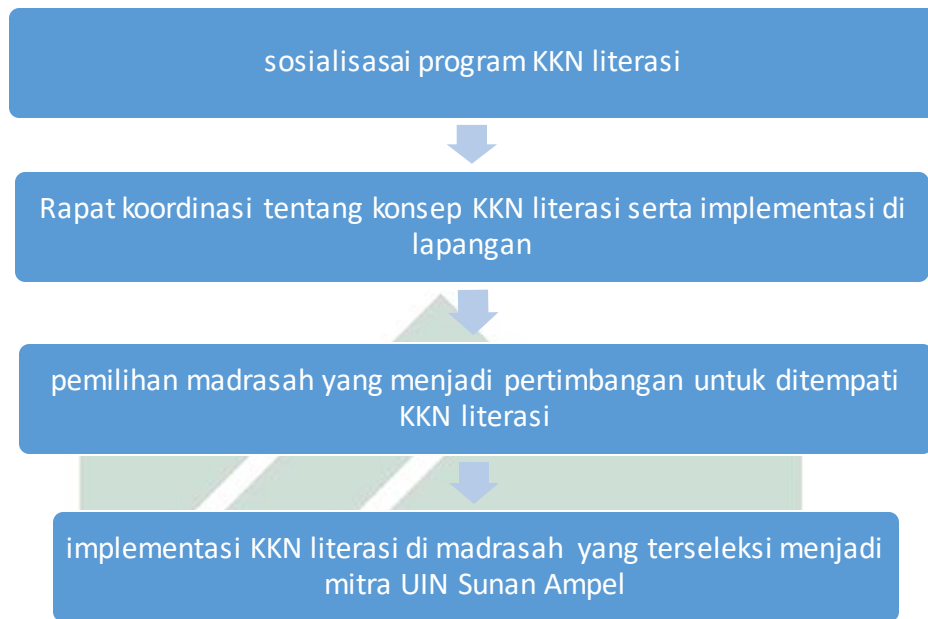 sosialisasai program KKN literasi
Rapat koordinasi tentang konsep KKN literasi serta implementasi di
lapangan
pemilihan madrasah yang menjadi pertimbangan untuk ditempati
KKN literasi
implementasi KKN literasi di madrasah yang terseleksi menjadi
mitra UIN Sunan Ampel